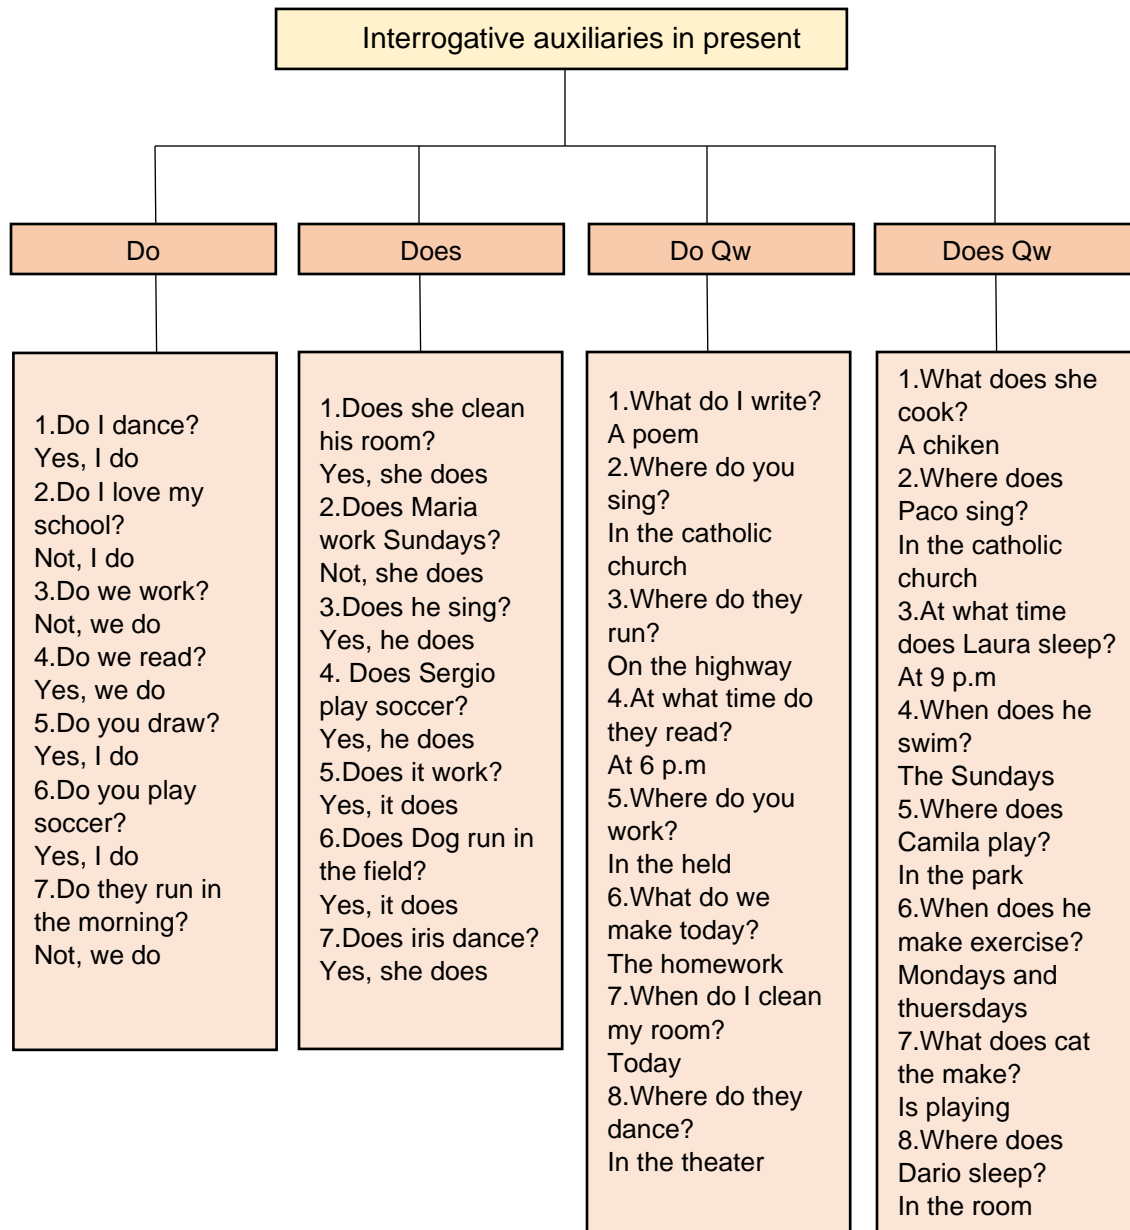 Interrogative auxiliaries in present
Do
Does
Do Qw
Does Qw
1.Do I dance?
Yes, I do
2.Do I love my
school?
Not, I do
3.Do we work?
Not, we do
4.Do we read?
Yes, we do
5.Do you draw?
Yes, I do
6.Do you play
soccer?
Yes, I do
7.Do they run in
the morning?
Not, we do
1.Does she clean
his room?
Yes, she does
2.Does Maria
work Sundays?
Not, she does
3.Does he sing?
Yes, he does
4. Does Sergio
play soccer?
Yes, he does
5.Does it work?
Yes, it does
6.Does Dog run in
the field?
Yes, it does
7.Does iris dance?
Yes, she does
1.What do I write?
A poem
2.Where do you
sing?
In the catholic
church
3.Where do they
run?
On the highway
4.At what time do
they read?
At 6 p.m
5.Where do you
work?
In the held
6.What do we
make today?
The homework
7.When do I clean
my room?
Today
8.Where do they
dance?
In the theater
1.What does she
cook?
A chiken
2.Where does
Paco sing?
In the catholic
church
3.At what time
does Laura sleep?
At 9 p.m
4.When does he
swim?
The Sundays
5.Where does
Camila play?
In the park
6.When does he
make exercise?
Mondays and
thuersdays
7.What does cat
the make?
Is playing
8.Where does
Dario sleep?
In the room